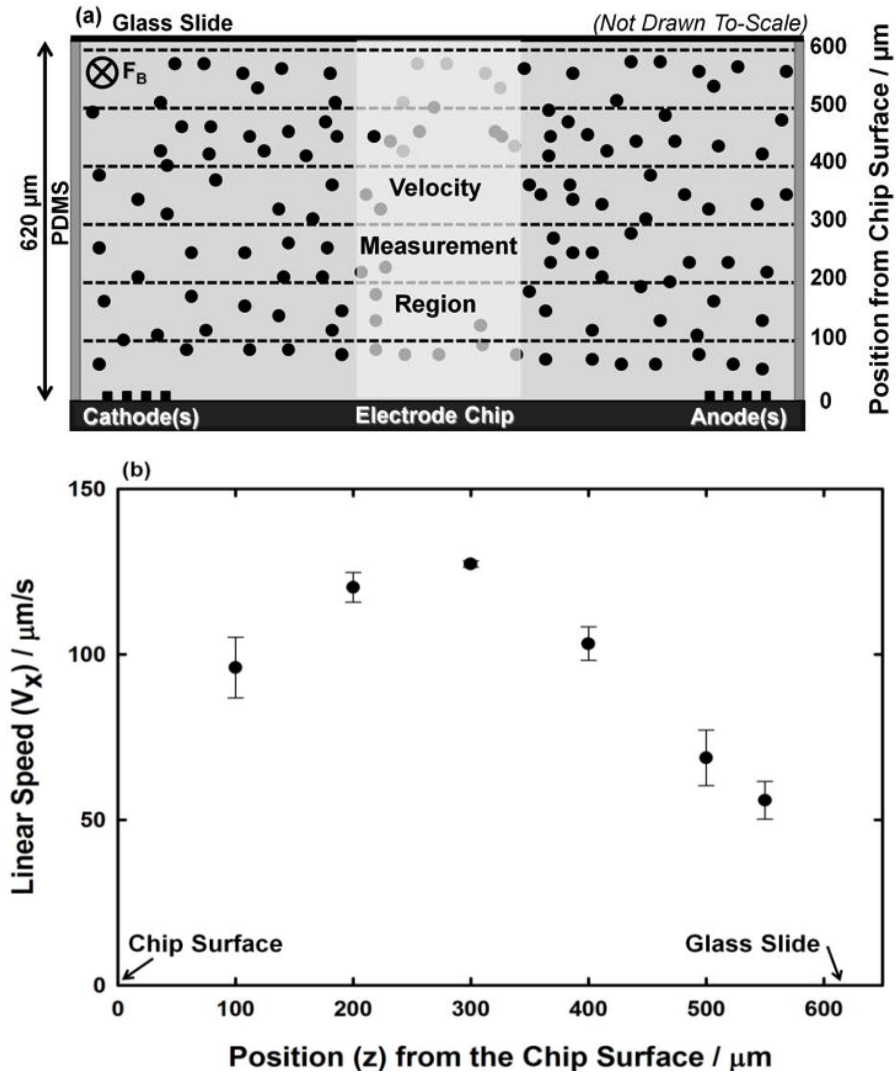 (a) Glass Slide (Not Drawn To-Scale)
F_B
620 µm
PDMS
Velocity
Measurement
Region
Cathode(s) Electrode Chip Anode(s)
600
500
400
300
200
100
0
Position from Chip Surface / µm
(b)
150
100
50
0
Linear Speed (V_X) / µm/s
Chip Surface
Glass Slide
0 100 200 300 400 500 600
Position (z) from the Chip Surface / µm